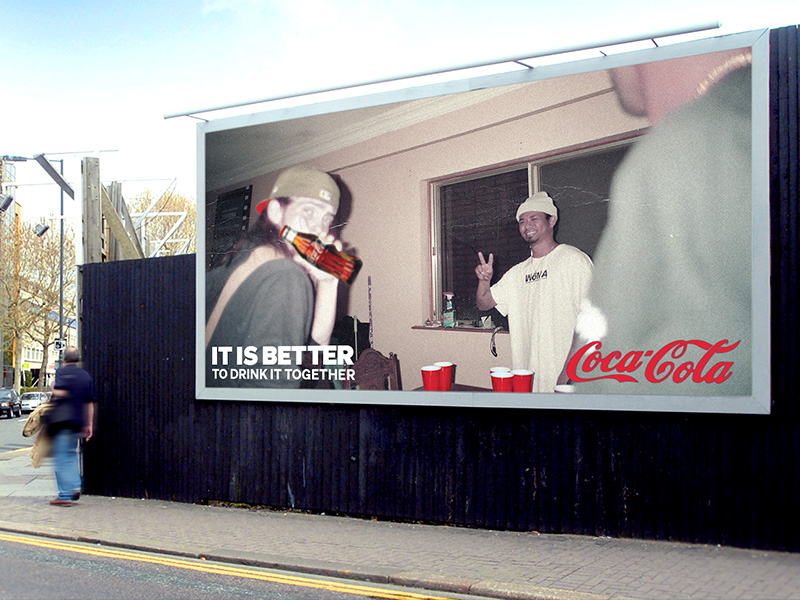 IT IS BETTER
TO DRINK IT TOGETHER
Coca-Cola